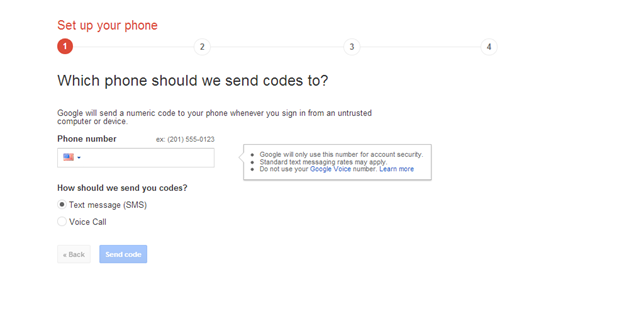 Set up your phone
1 2 3 4
Which phone should we send codes to?
Google will send a numeric code to your phone whenever you sign in from an untrusted
computer or device.
Phone number ex: (201) 555-0123
Google will only use this number for account security.
Standard text messaging rates may apply.
Do not use your Google Voice number. Learn more
How should we send you codes?
Text message (SMS)
Voice Call
« Back Send code